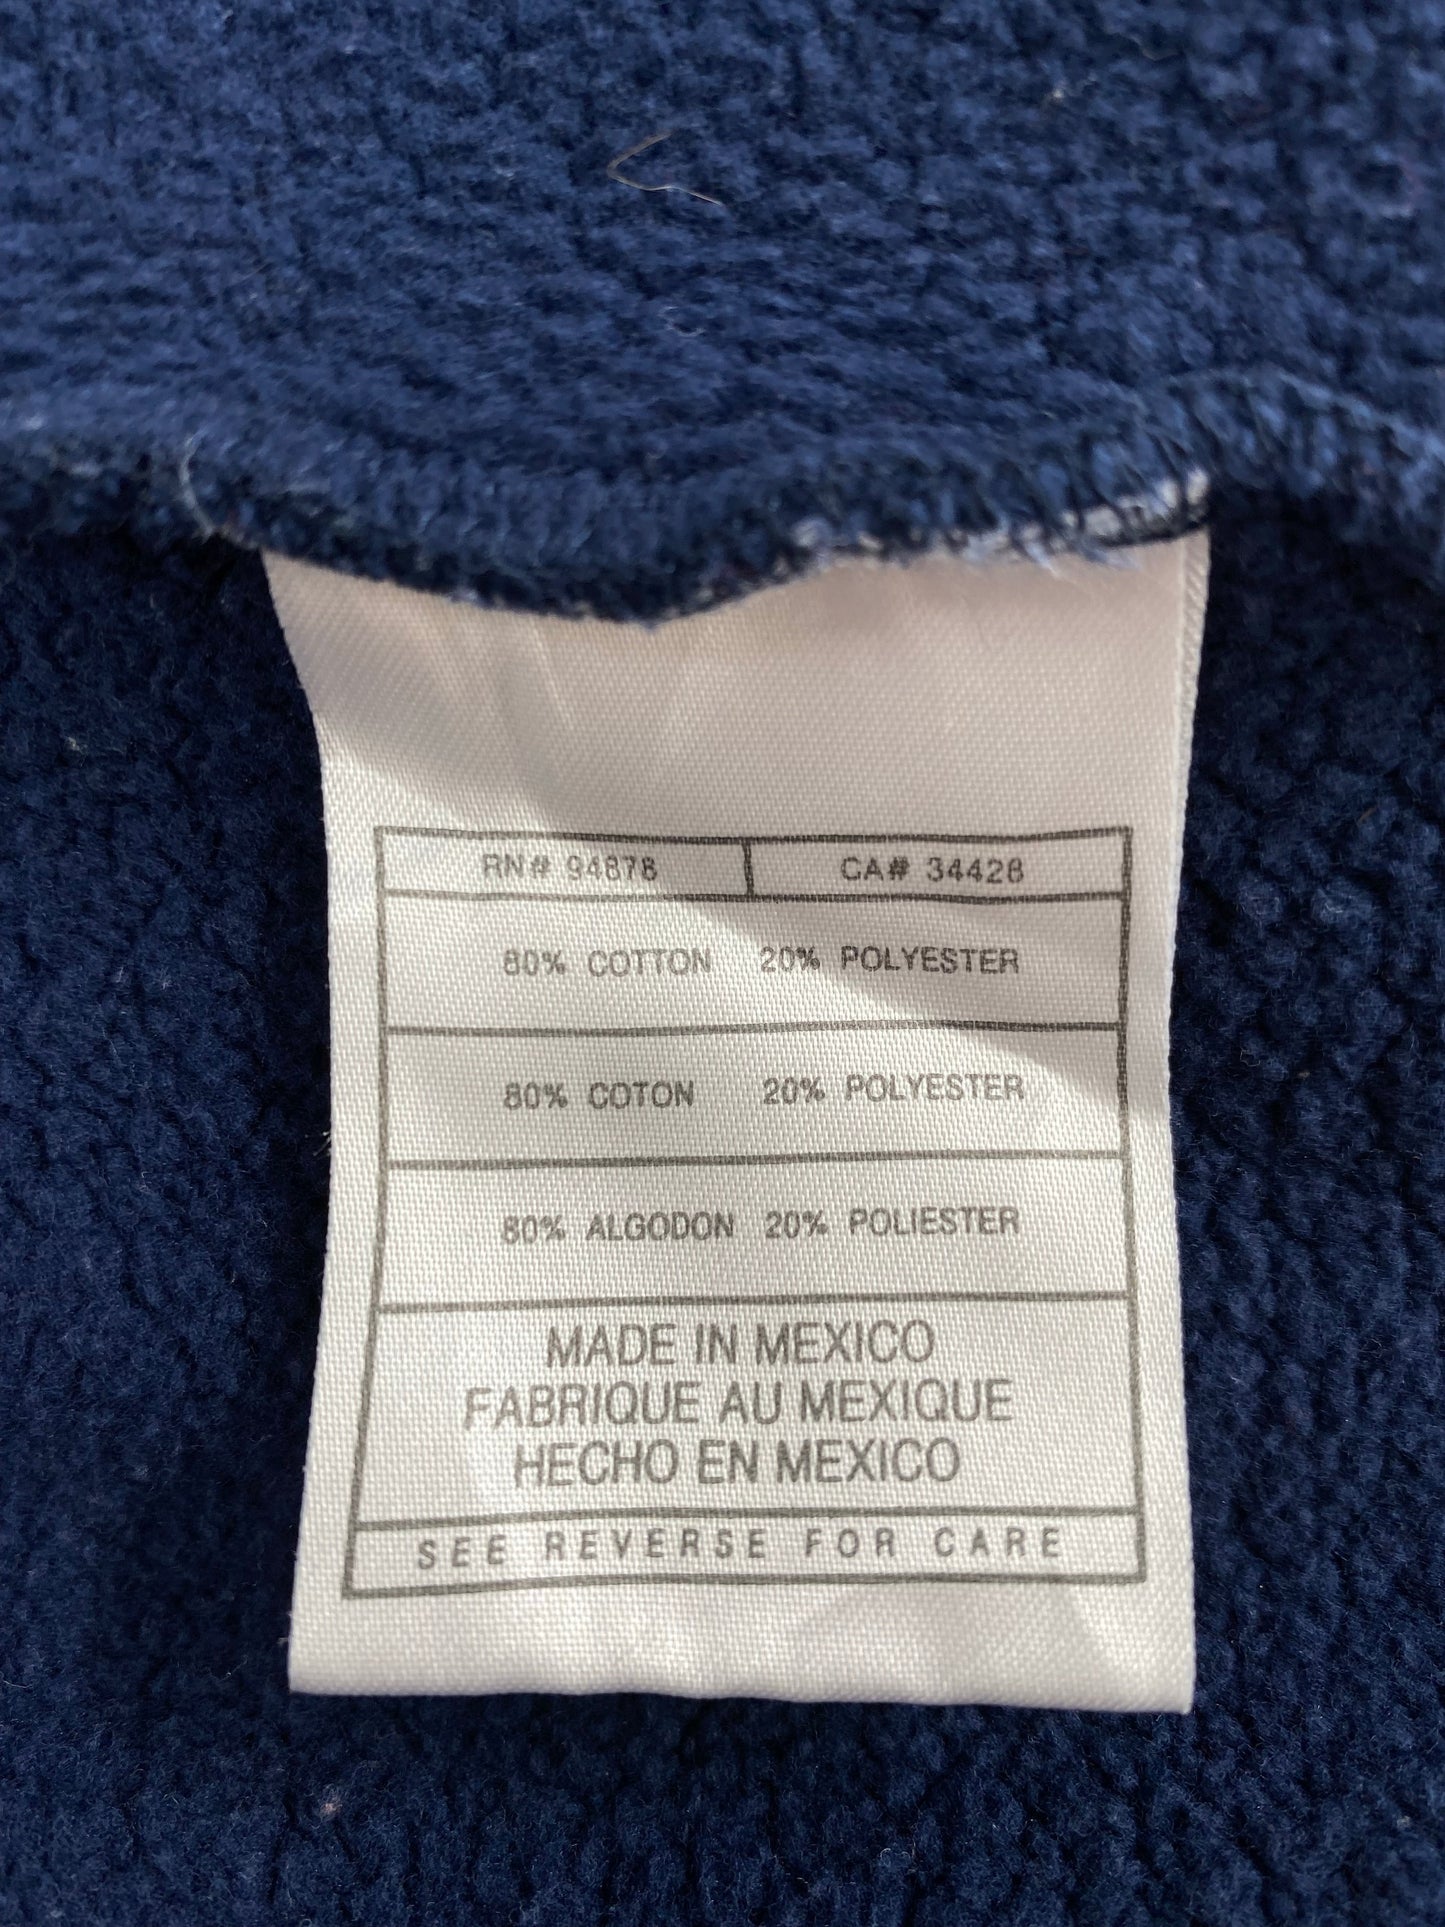 RN# 94878 CA# 34428
80% COTTON 20% POLYESTER
80% COTON 20% POLYESTER
80% ALGODON 20% POLIESTER
MADE IN MEXICO
FABRIQUE AU MEXIQUE
HECHO EN MEXICO
SEE REVERSE FOR CARE